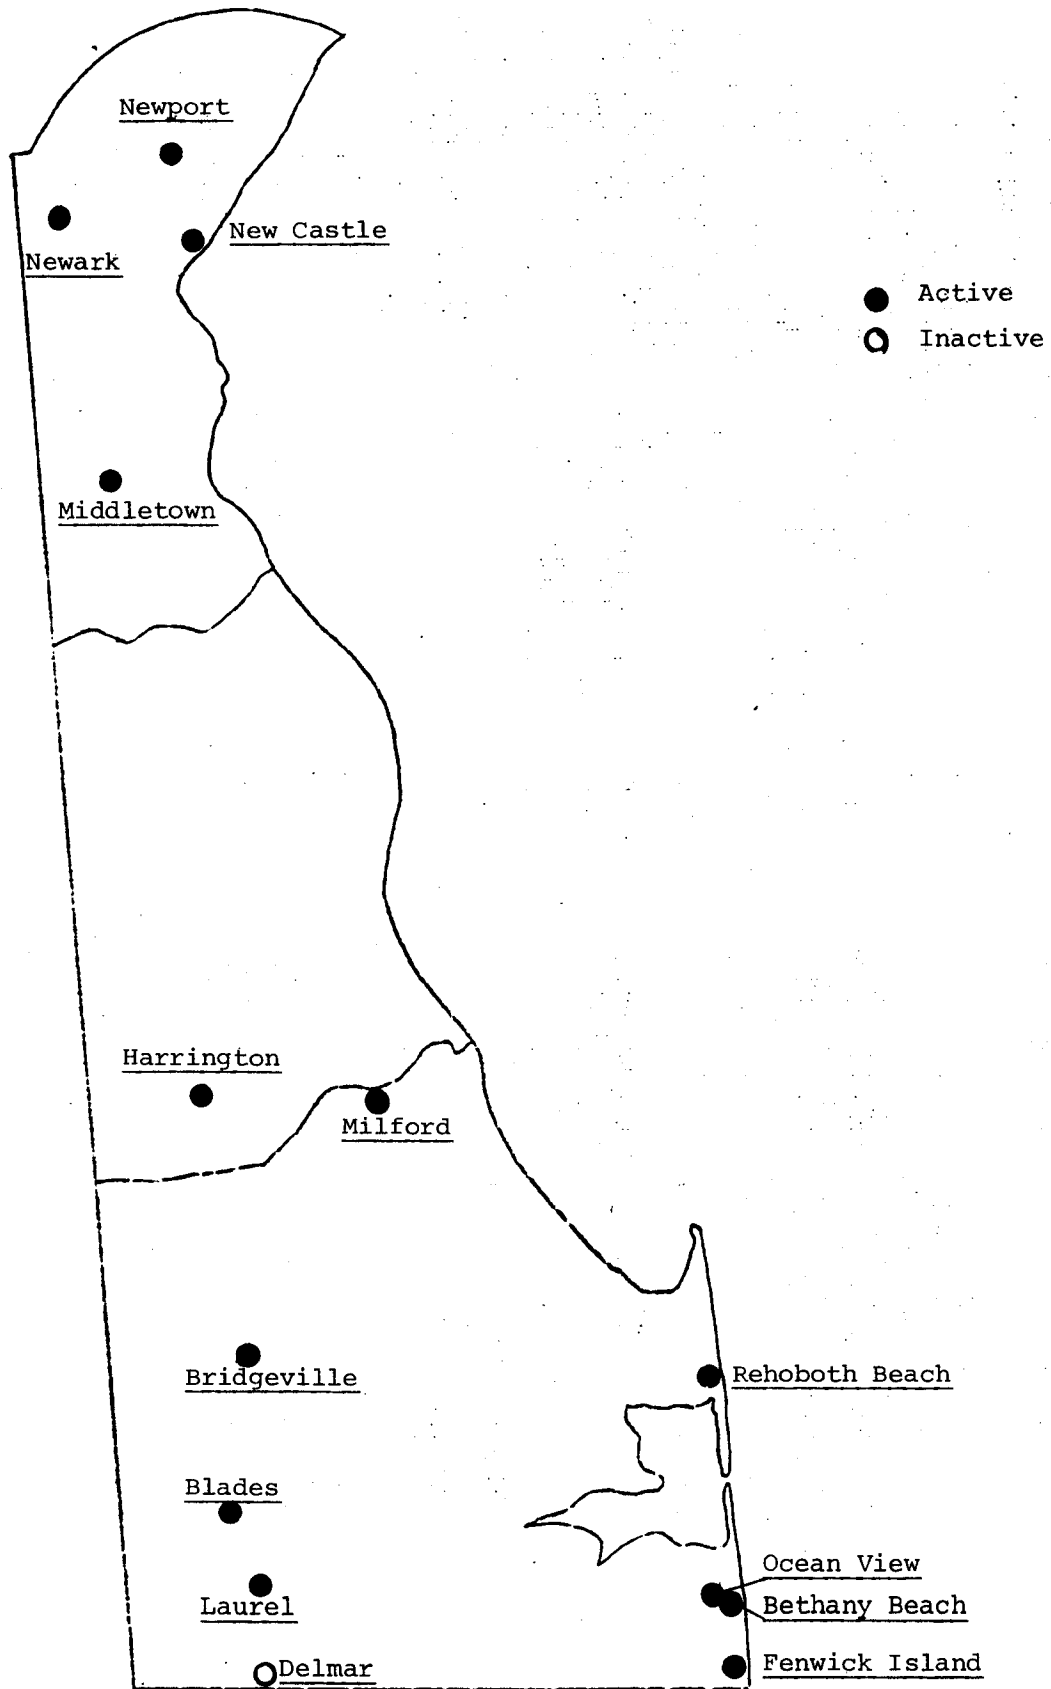 Newport
New Castle
Newark
Active
Inactive
Middletown
Harrington
Milford
Bridgeville
Rehoboth Beach
Blades
Ocean View
Laurel
Bethany Beach
Delmar
Fenwick Island